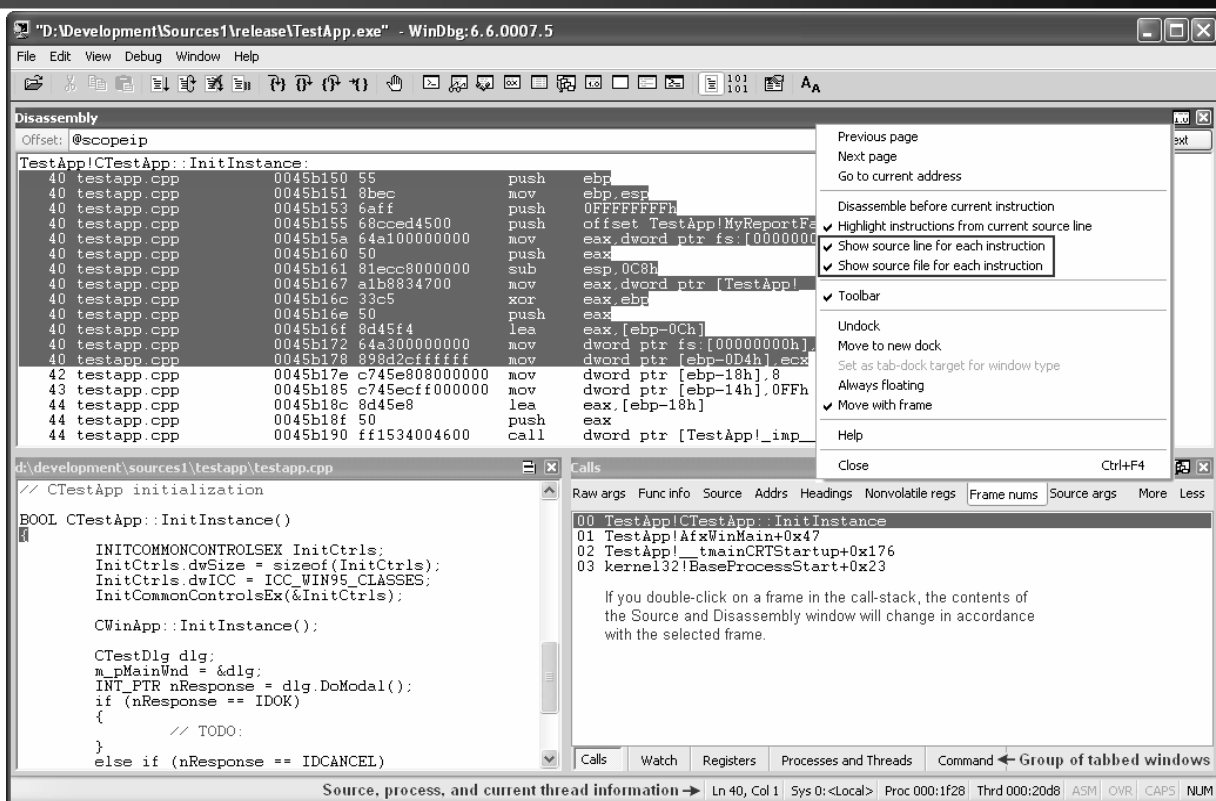 "D:\Development\Sources1\release\TestApp.exe" - WinDbg:6.6.0007.5
File Edit View Debug Window Help
Disassembly
Offset: @scopeip
TestApp!CTestApp::InitInstance:
40 testapp.cpp 0045b150 55 push ebp
40 testapp.cpp 0045b151 8bec mov ebp,esp
40 testapp.cpp 0045b153 6aff push 0FFFFFFFFh
40 testapp.cpp 0045b155 68cced4500 push offset TestApp!MyReportFa
40 testapp.cpp 0045b15a 64a100000000 mov eax,dword ptr fs:[0000000
40 testapp.cpp 0045b160 50 push eax
40 testapp.cpp 0045b161 81ecc8000000 sub esp,0C8h
40 testapp.cpp 0045b167 a1b8834700 mov eax,dword ptr [TestApp!_
40 testapp.cpp 0045b16c 33c5 xor eax,ebp
40 testapp.cpp 0045b16e 50 push eax
40 testapp.cpp 0045b16f 8d45f4 lea eax,[ebp-0Ch]
40 testapp.cpp 0045b172 64a300000000 mov dword ptr fs:[00000000h],
40 testapp.cpp 0045b178 898d2cffffff mov dword ptr [ebp-0D4h],ecx
42 testapp.cpp 0045b17e c745e808000000 mov dword ptr [ebp-18h],8
43 testapp.cpp 0045b185 c745ecff000000 mov dword ptr [ebp-14h],0FFh
44 testapp.cpp 0045b18c 8d45e8 lea eax,[ebp-18h]
44 testapp.cpp 0045b18f 50 push eax
44 testapp.cpp 0045b190 ff1534004600 call dword ptr [TestApp!_imp__
Previous page
Next page
Go to current address
Disassemble before current instruction
Highlight instructions from current source line
Show source line for each instruction
Show source file for each instruction
Toolbar
Undock
Move to new dock
Set as tab-dock target for window type
Always floating
Move with frame
Help
Close Ctrl+F4
d:\development\sources1\testapp\testapp.cpp
// CTestApp initialization
BOOL CTestApp::InitInstance()
{
INITCOMMONCONTROLSEX InitCtrls;
InitCtrls.dwSize = sizeof(InitCtrls);
InitCtrls.dwICC = ICC_WIN95_CLASSES;
InitCommonControlsEx(&InitCtrls);
CWinApp::InitInstance();
CTestDlg dlg;
m_pMainWnd = &dlg;
INT_PTR nResponse = dlg.DoModal();
if (nResponse == IDOK)
{
// TODO:
}
else if (nResponse == IDCANCEL)
Calls
Raw args Func info Source Addrs Headings Nonvolatile regs Frame nums Source args More Less
00 TestApp!CTestApp::InitInstance
01 TestApp!AfxWinMain+0x47
02 TestApp!__tmainCRTStartup+0x176
03 kernel32!BaseProcessStart+0x23
If you double-click on a frame in the call-stack, the contents of
the Source and Disassembly window will change in accordance
with the selected frame.
Calls Watch Registers Processes and Threads Command Group of tabbed windows
Source, process, and current thread information Ln 40, Col 1 Sys 0:<Local> Proc 000:1f28 Thrd 000:20d8 ASM OVR CAPS NUM